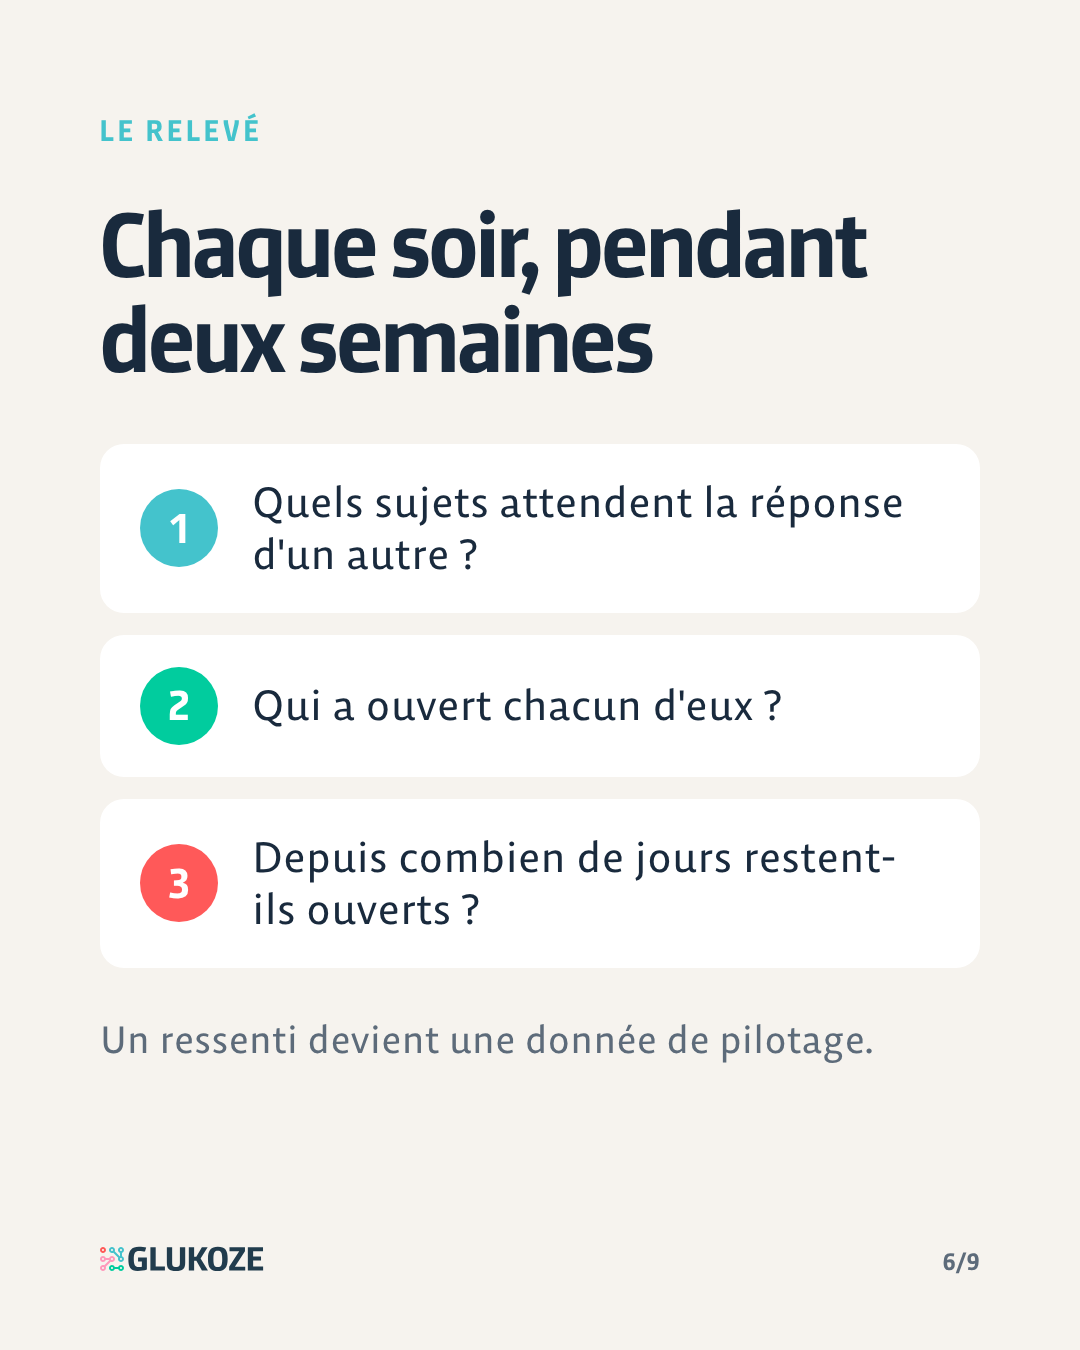 LE RELEVÉ
Chaque soir, pendant
deux semaines
1
Quels sujets attendent la réponse
d'un autre ?
2
Qui a ouvert chacun d'eux ?
3
Depuis combien de jours restent-
ils ouverts ?
Un ressenti devient une donnée de pilotage.
GLUKOZE
6/9